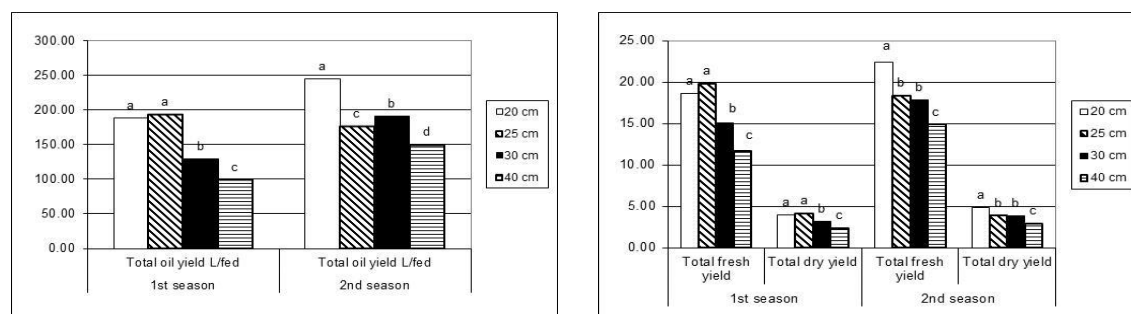 300.00
250.00
200.00
150.00
100.00
50.00
0.00
a
a
b
c
a
c
b
d
Total oil yield L/fed
Total oil yield L/fed
1st season
2nd season
20 cm
25 cm
30 cm
40 cm
25.00
20.00
15.00
10.00
5.00
0.00
a
a
b
c
a
a
b
c
a
b
b
c
a
b
b
c
Total fresh
yield
Total dry yield
Total fresh
yield
Total dry yield
1st season
2nd season
20 cm
25 cm
30 cm
40 cm